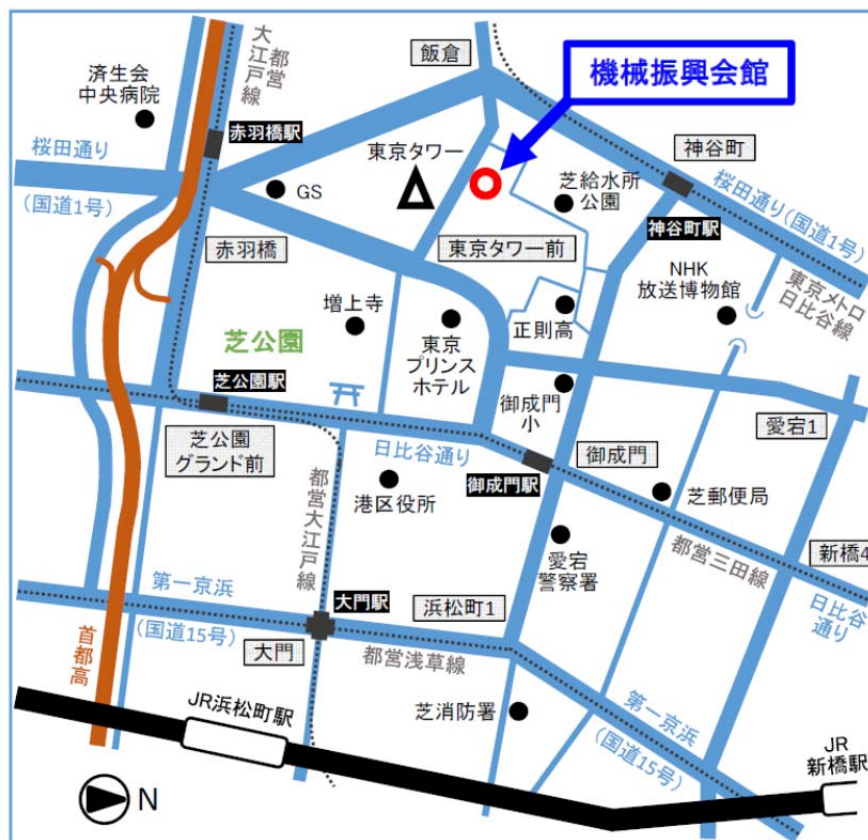 飯倉
機械振興会館
済生会
中央病院
都営
大江戸線
赤羽橋駅
東京タワー
神谷町
桜田通り
(国道1号)
GS
芝給水所
公園
桜田通り(国道1号)
神谷町駅
赤羽橋
東京タワー前
NHK
放送博物館
東京メトロ
日比谷線
増上寺
芝公園
東京
プリンス
ホテル
正則高
芝公園駅
御成門
小
愛宕1
芝公園
グランド前
日比谷通り
御成門駅
御成門
港区役所
芝郵便局
都営大江戸線
愛宕
警察署
都営三田線
新橋4
第一京浜
(国道15号)
大門駅
浜松町1
日比谷
通り
首都高
大門
都営浅草線
JR浜松町駅
芝消防署
第一京浜
(国道15号)
JR
新橋駅
N